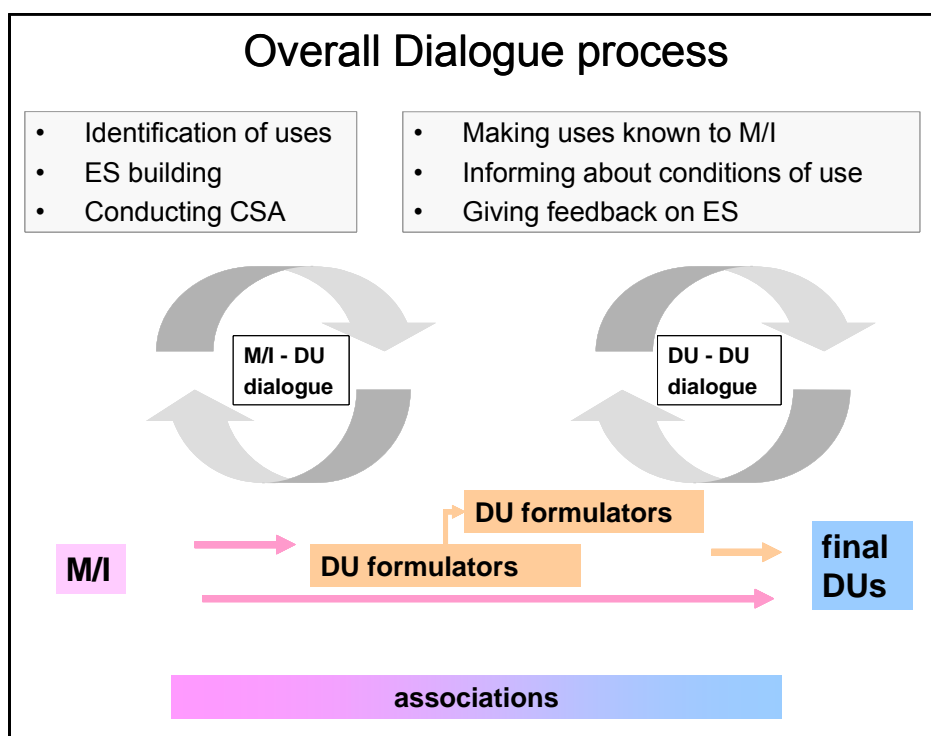 Overall Dialogue process
• Identification of uses
• ES building
• Conducting CSA
• Making uses known to M/I
• Informing about conditions of use
• Giving feedback on ES
M/I - DU
dialogue
DU - DU
dialogue
DU formulators
DU formulators
M/I
final
DUs
associations